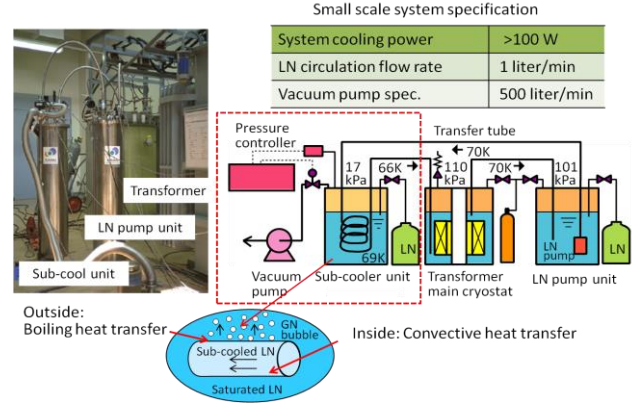 Small scale system specification
System cooling power >100 W
LN circulation flow rate 1 liter/min
Vacuum pump spec. 500 liter/min
Pressure
controller
Transfer tube
70K
17
kPa
66K
110
kPa
70K
101
kPa
Transformer
LN pump unit
Sub-cool unit
LN
LN
pump
LN
69K
Vacuum
pump
Sub-cooler unit
Transformer
main cryostat
LN pump unit
Outside:
Boiling heat transfer
GN
bubble
Inside: Convective heat transfer
Sub-cooled LN
Saturated LN